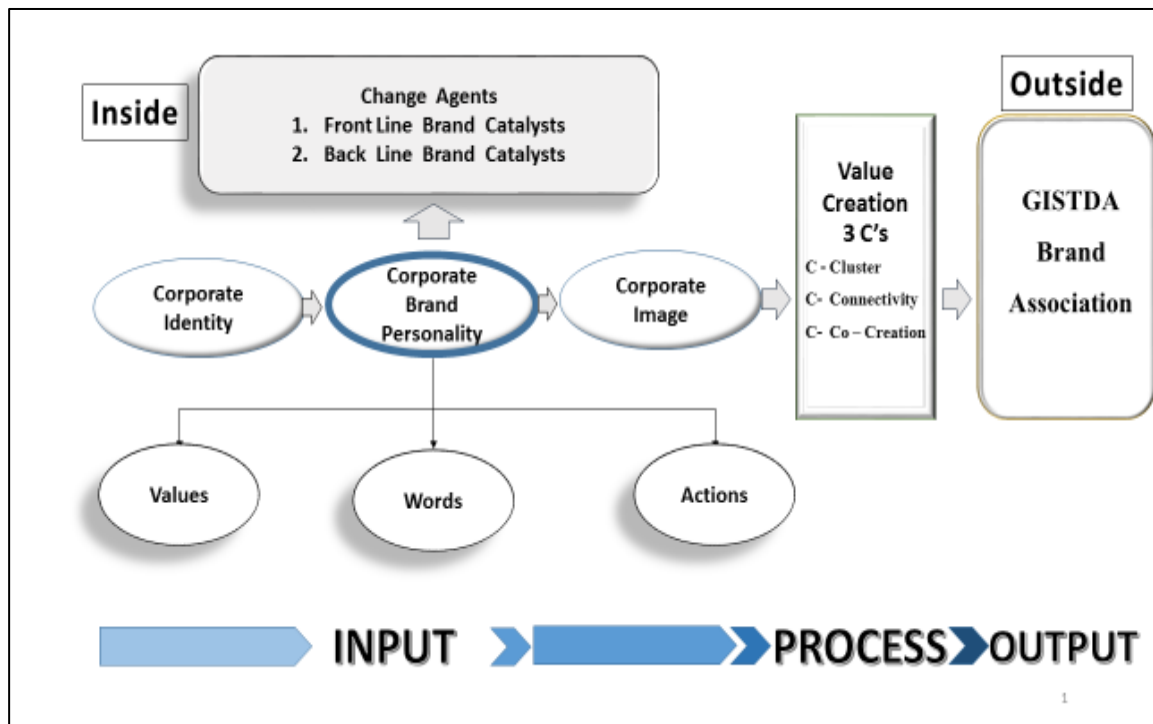 Inside
Change Agents
1. Front Line Brand Catalysts
2. Back Line Brand Catalysts
Outside
Value
Creation
3 C's
C - Cluster
C- Connectivity
C- Co – Creation
GISTDA
Brand
Association
Corporate
Identity
Corporate
Brand
Personality
Corporate
Image
Values
Words
Actions
INPUT
PROCESS
OUTPUT
1